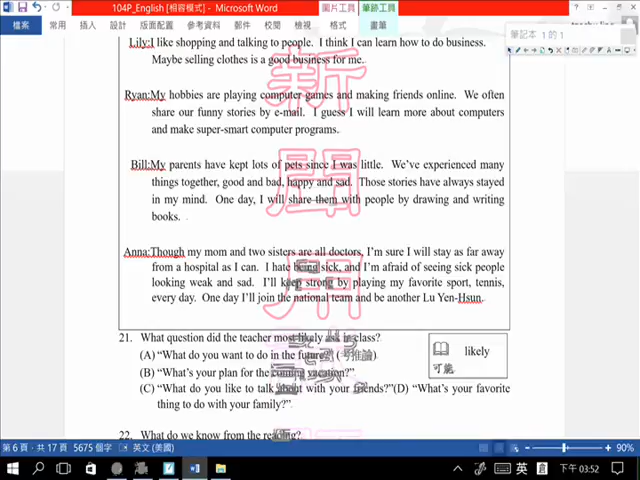 104P_English [相容模式] - Microsoft Word
圖片工具 筆跡工具
檔案 常用 插入 設計 版面配置 參考資料 郵件 校閱 檢視 格式 畫筆
筆記本 1 的 1
Lily:I like shopping and talking to people. I think I can learn how to do business.
Maybe selling clothes is a good business for me.
Ryan:My hobbies are playing computer games and making friends online. We often
share our funny stories by e-mail. I guess I will learn more about computers
and make super-smart computer programs.
Bill:My parents have kept lots of pets since I was little. We've experienced many
things together, good and bad, happy and sad. Those stories have always stayed
in my mind. One day, I will share them with people by drawing and writing
books.
Anna:Though my mom and two sisters are all doctors, I'm sure I will stay as far away
from a hospital as I can. I hate being sick, and I'm afraid of seeing sick people
looking weak and sad. I'll keep strong by playing my favorite sport, tennis,
every day. One day I'll join the national team and be another Lu Yen-Hsun.
21. What question did the teacher most likely ask in class?
(A) "What do you want to do in the future?" (考推論)
(B) "What's your plan for the coming vacation?"
(C) "What do you like to talk about with your friends?"(D) "What's your favorite
thing to do with your family?"
likely
可能
22. What do we know from the reading?
第 6 頁，共 17 頁 5675 個字 英文 (美國) 90%
英 下午 03:52